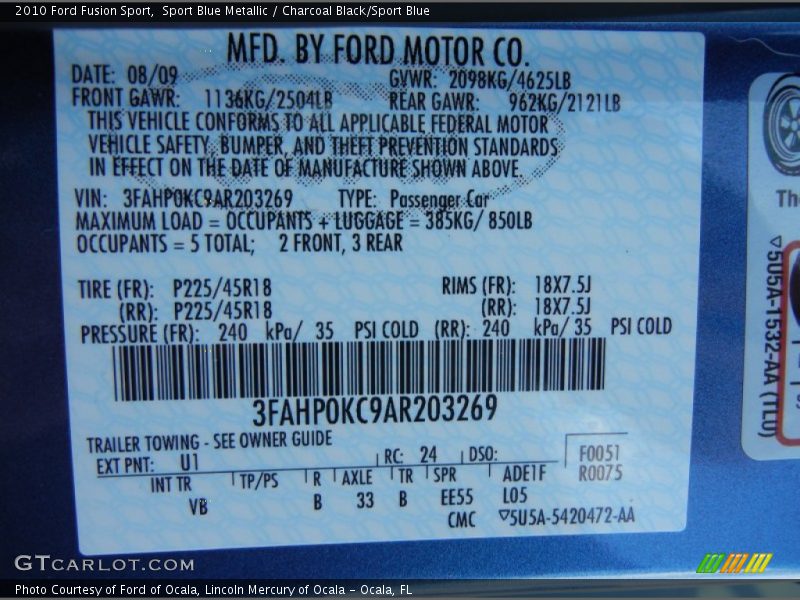 2010 Ford Fusion Sport,  Sport Blue Metallic / Charcoal Black/Sport Blue
MFD. BY FORD MOTOR CO.
DATE: 08/09 GVWR: 2098KG/4625LB
FRONT GAWR: 1136KG/2504LB REAR GAWR: 962KG/2121LB
THIS VEHICLE CONFORMS TO ALL APPLICABLE FEDERAL MOTOR
VEHICLE SAFETY, BUMPER, AND THEFT PREVENTION STANDARDS
IN EFFECT ON THE DATE OF MANUFACTURE SHOWN ABOVE.
VIN: 3FAHP0KC9AR203269 TYPE: Passenger Car
MAXIMUM LOAD = OCCUPANTS + LUGGAGE = 385KG/ 850LB
OCCUPANTS = 5 TOTAL; 2 FRONT, 3 REAR
TIRE (FR): P225/45R18 RIMS (FR): 18X7.5J
(RR): P225/45R18 (RR): 18X7.5J
PRESSURE (FR): 240 kPa/ 35 PSI COLD (RR): 240 kPa/ 35 PSI COLD
3FAHP0KC9AR203269
TRAILER TOWING - SEE OWNER GUIDE
EXT PNT: U1 RC: 24 DSO: F0051
R0075
INT TR TP/PS R AXLE TR SPR ADE1F
VB B 33 B EE55 L05
CMC ▽5U5A-5420472-AA
Th
▽5U5A-1532-AA (TLU)
GTCARLOT.COM
Photo Courtesy of Ford of Ocala, Lincoln Mercury of Ocala - Ocala, FL